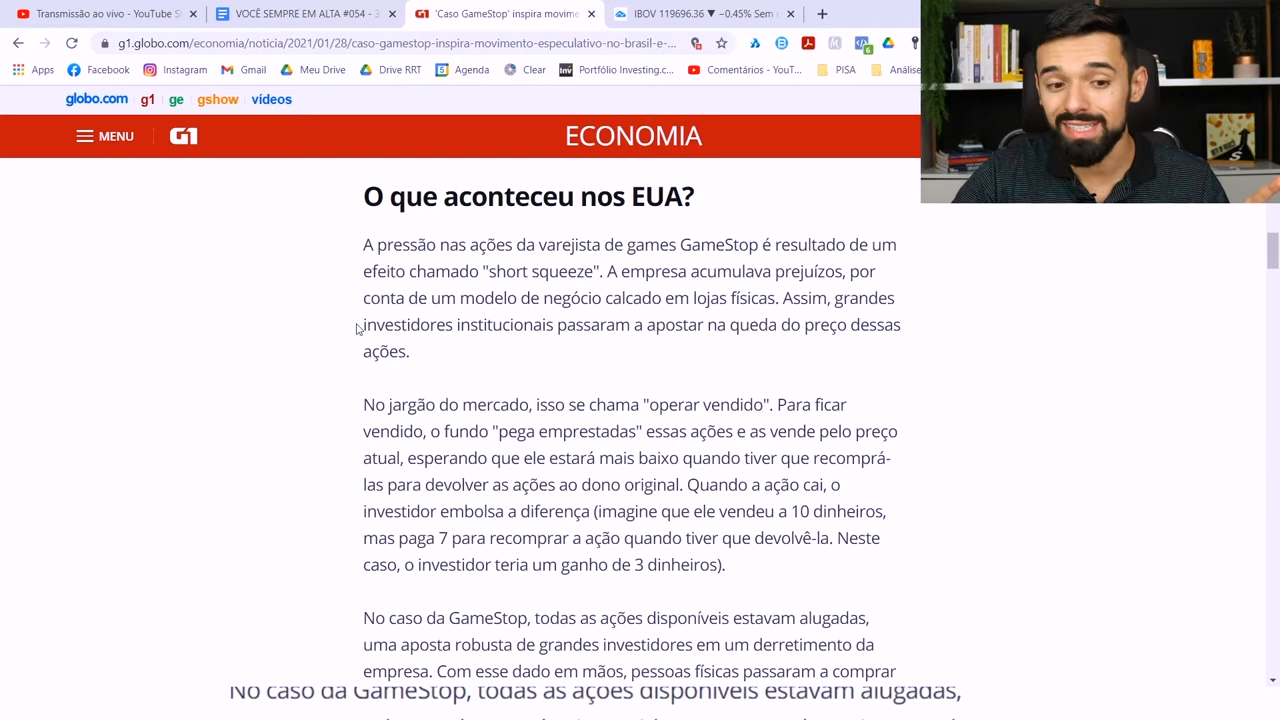 Transmissão ao vivo - YouTube S
VOCÊ SEMPRE EM ALTA #054 - 3
G1 'Caso GameStop' inspira movime
IBOV 119696.36 ▼ −0.45% Sem
g1.globo.com/economia/noticia/2021/01/28/caso-gamestop-inspira-movimento-especulativo-no-brasil-e-...
Apps Facebook Instagram Gmail Meu Drive Drive RRT Agenda Clear Inv Portfólio Investing.c... Comentários - YouT... PISA Análise
globo.com g1 ge gshow vídeos
MENU G1 ECONOMIA
O que aconteceu nos EUA?
A pressão nas ações da varejista de games GameStop é resultado de um
efeito chamado "short squeeze". A empresa acumulava prejuízos, por
conta de um modelo de negócio calcado em lojas físicas. Assim, grandes
investidores institucionais passaram a apostar na queda do preço dessas
ações.
No jargão do mercado, isso se chama "operar vendido". Para ficar
vendido, o fundo "pega emprestadas" essas ações e as vende pelo preço
atual, esperando que ele estará mais baixo quando tiver que recomprá-
las para devolver as ações ao dono original. Quando a ação cai, o
investidor embolsa a diferença (imagine que ele vendeu a 10 dinheiros,
mas paga 7 para recomprar a ação quando tiver que devolvê-la. Neste
caso, o investidor teria um ganho de 3 dinheiros).
No caso da GameStop, todas as ações disponíveis estavam alugadas,
uma aposta robusta de grandes investidores em um derretimento da
empresa. Com esse dado em mãos, pessoas físicas passaram a comprar
No caso da GameStop, todas as ações disponíveis estavam alugadas,